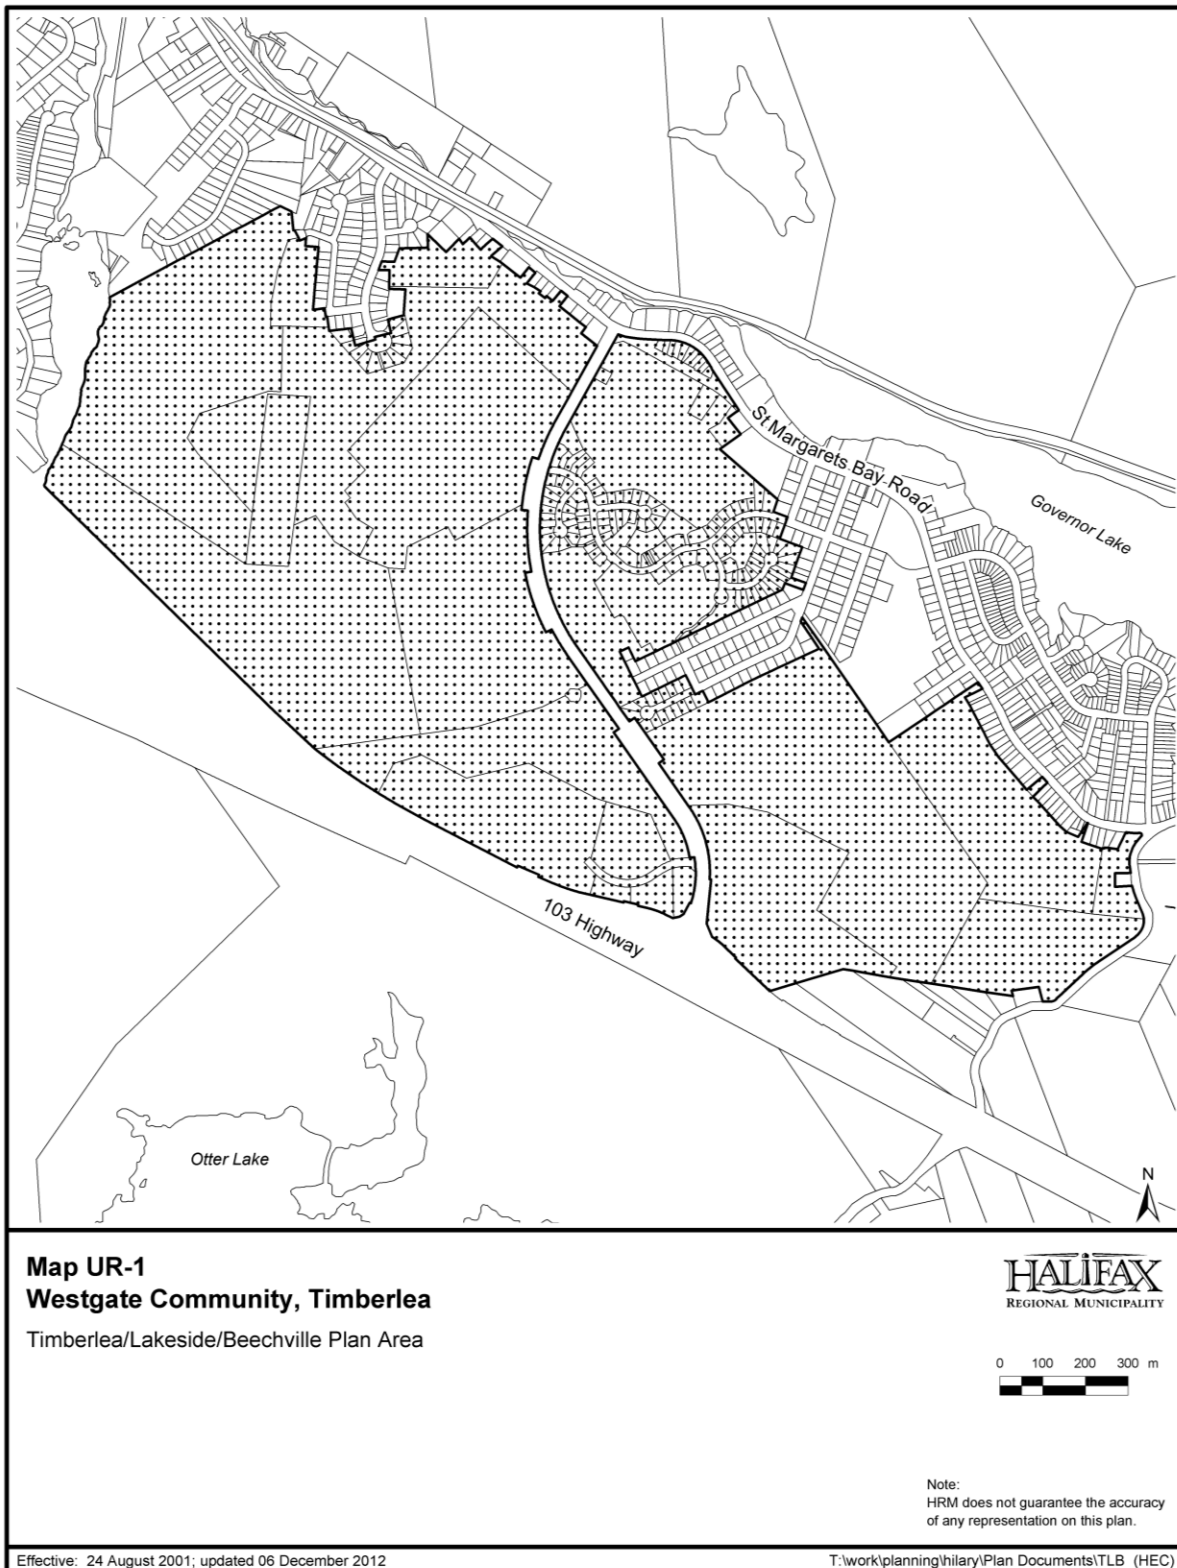 St Margarets Bay Road
Governor Lake
103 Highway
Otter Lake
N
Map UR-1
Westgate Community, Timberlea
Timberlea/Lakeside/Beechville Plan Area
HALIFAX
REGIONAL MUNICIPALITY
0 100 200 300 m
Note:
HRM does not guarantee the accuracy
of any representation on this plan.
Effective: 24 August 2001; updated 06 December 2012
T:\work\planning\hilary\Plan Documents\TLB (HEC)